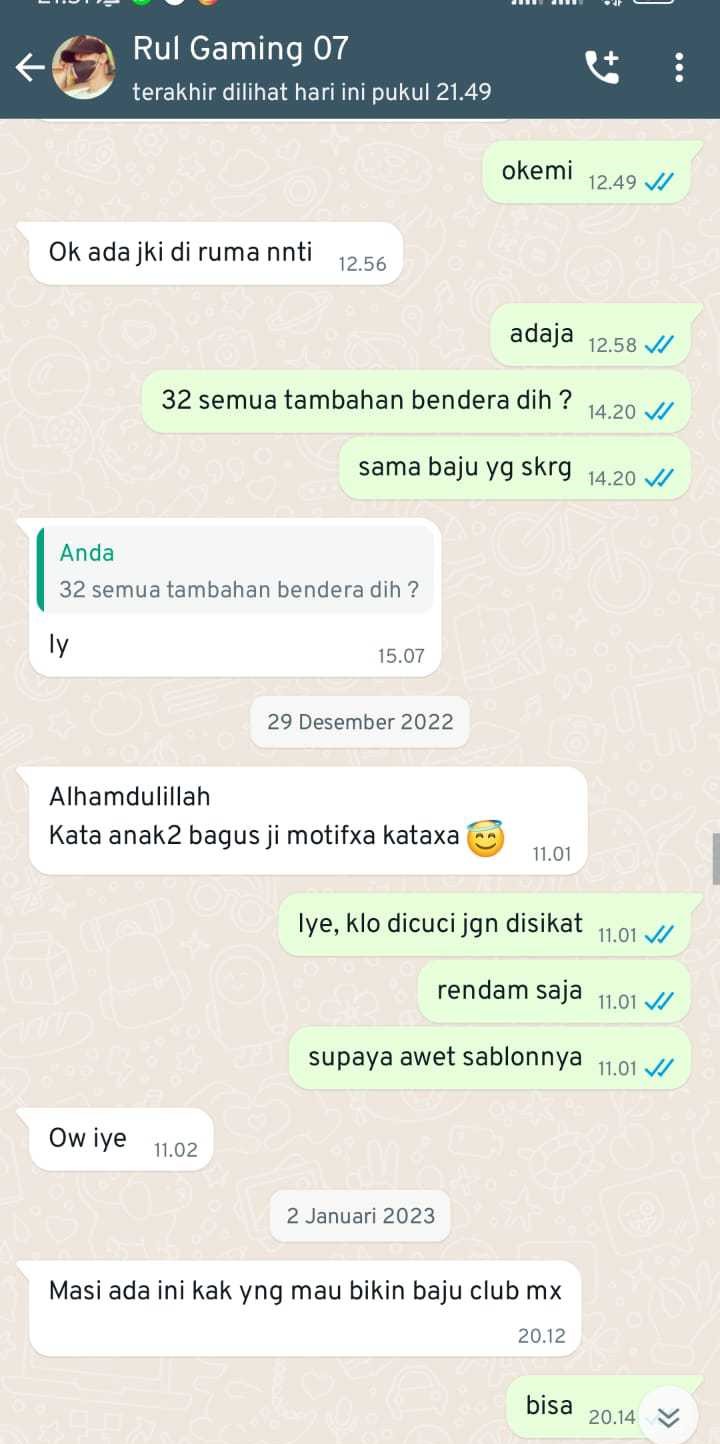 Rul Gaming 07
terakhir dilihat hari ini pukul 21.49
okemi 12.49
Ok ada jki di ruma nnti 12.56
adaja 12.58
32 semua tambahan bendera dih ? 14.20
sama baju yg skrg 14.20
Anda
32 semua tambahan bendera dih ?
Iy 15.07
29 Desember 2022
Alhamdulillah
Kata anak2 bagus ji motifxa kataxa 😇 11.01
Iye, klo dicuci jgn disikat 11.01
rendam saja 11.01
supaya awet sablonnya 11.01
Ow iye 11.02
2 Januari 2023
Masi ada ini kak yng mau bikin baju club mx
20.12
bisa 20.14